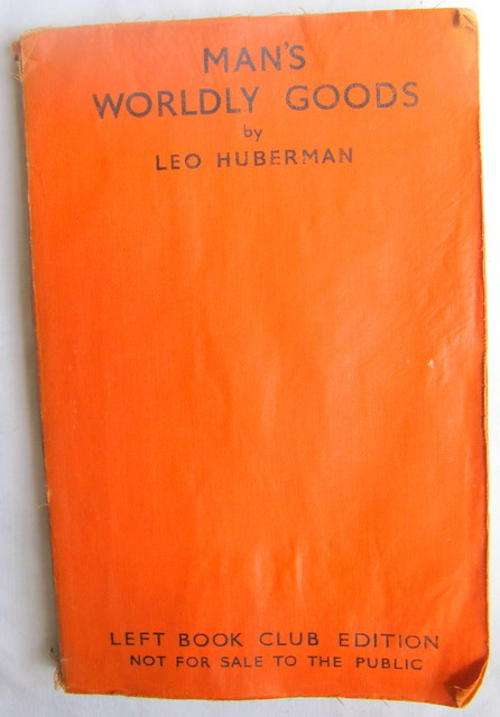 MAN'S
WORLDLY GOODS
by
LEO HUBERMAN
LEFT BOOK CLUB EDITION
NOT FOR SALE TO THE PUBLIC